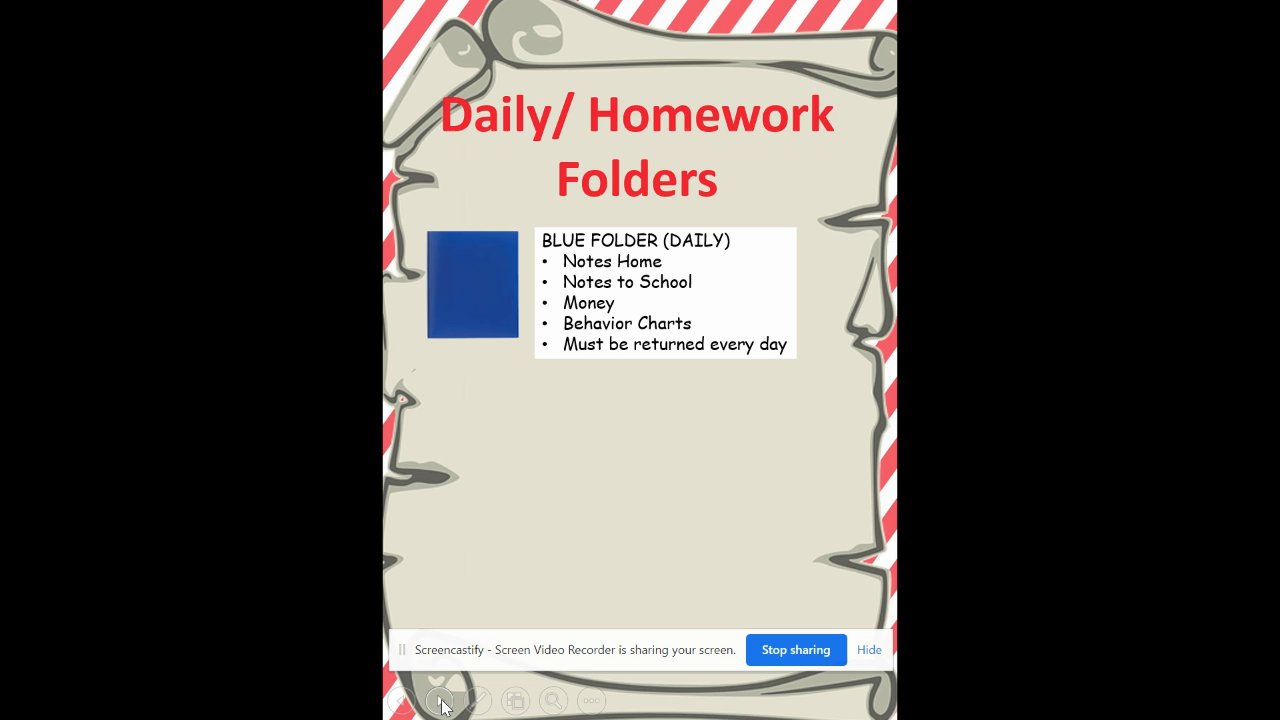 Daily/ Homework
Folders
BLUE FOLDER (DAILY)
• Notes Home
• Notes to School
• Money
• Behavior Charts
• Must be returned every day
Screencastify - Screen Video Recorder is sharing your screen. Stop sharing Hide